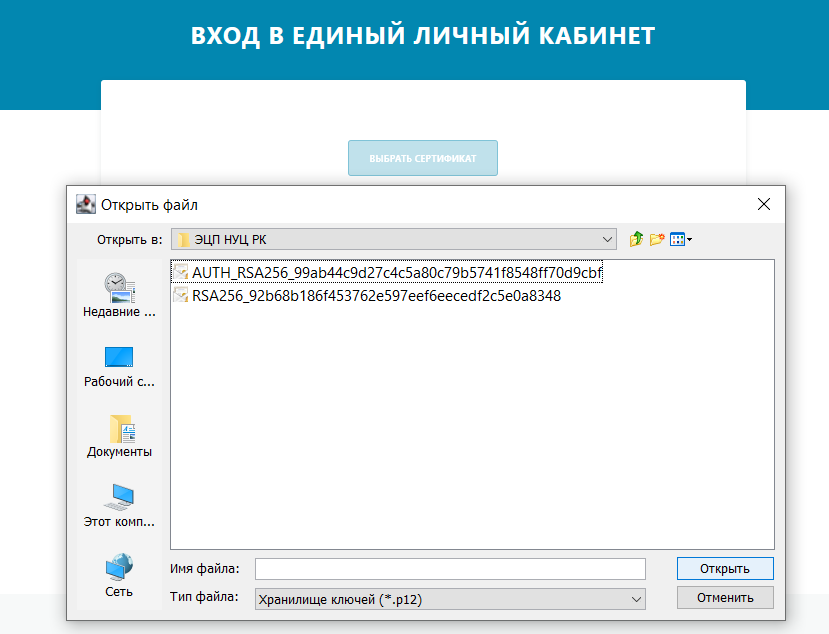 ВХОД В ЕДИНЫЙ ЛИЧНЫЙ КАБИНЕТ
ВЫБРАТЬ СЕРТИФИКАТ
Открыть файл
Открыть в: ЭЦП НУЦ РК
AUTH_RSA256_99ab44c9d27c4c5a80c79b5741f8548ff70d9cbf
RSA256_92b68b186f453762e597eef6eecedf2c5e0a8348
Недавние ...
Рабочий с...
Документы
Этот комп...
Сеть
Имя файла:
Открыть
Тип файла: Хранилище ключей (*.p12)
Отменить